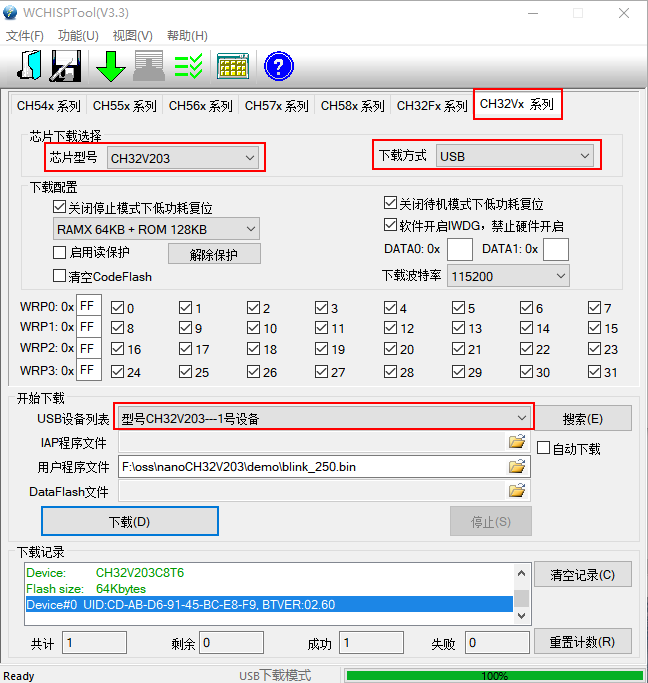 WCHISPTool(V3.3)
文件(F) 功能(U) 视图(V) 帮助(H)
CH54x 系列 CH55x 系列 CH56x 系列 CH57x 系列 CH58x 系列 CH32Fx 系列 CH32Vx 系列
芯片下载选择
芯片型号 CH32V203 下载方式 USB
下载配置
关闭停止模式下低功耗复位 关闭待机模式下低功耗复位
RAMX 64KB + ROM 128KB 软件开启IWDG，禁止硬件开启
启用读保护 解除保护 DATA0: 0x DATA1: 0x
清空CodeFlash 下载波特率 115200
WRP0: 0x FF 0 1 2 3 4 5 6 7
WRP1: 0x FF 8 9 10 11 12 13 14 15
WRP2: 0x FF 16 17 18 19 20 21 22 23
WRP3: 0x FF 24 25 26 27 28 29 30 31
开始下载
USB设备列表 型号CH32V203---1号设备 搜索(E)
IAP程序文件 自动下载
用户程序文件 F:\oss\nanoCH32V203\demo\blink_250.bin
DataFlash文件
下载(D) 停止(S)
下载记录
Device: CH32V203C8T6 清空记录(C)
Flash size: 64Kbytes
Device#0 UID:CD-AB-D6-91-45-BC-E8-F9, BTVER:02.60
共计 1 剩余 0 成功 1 失败 0 重置计数(R)
Ready USB下载模式 100%